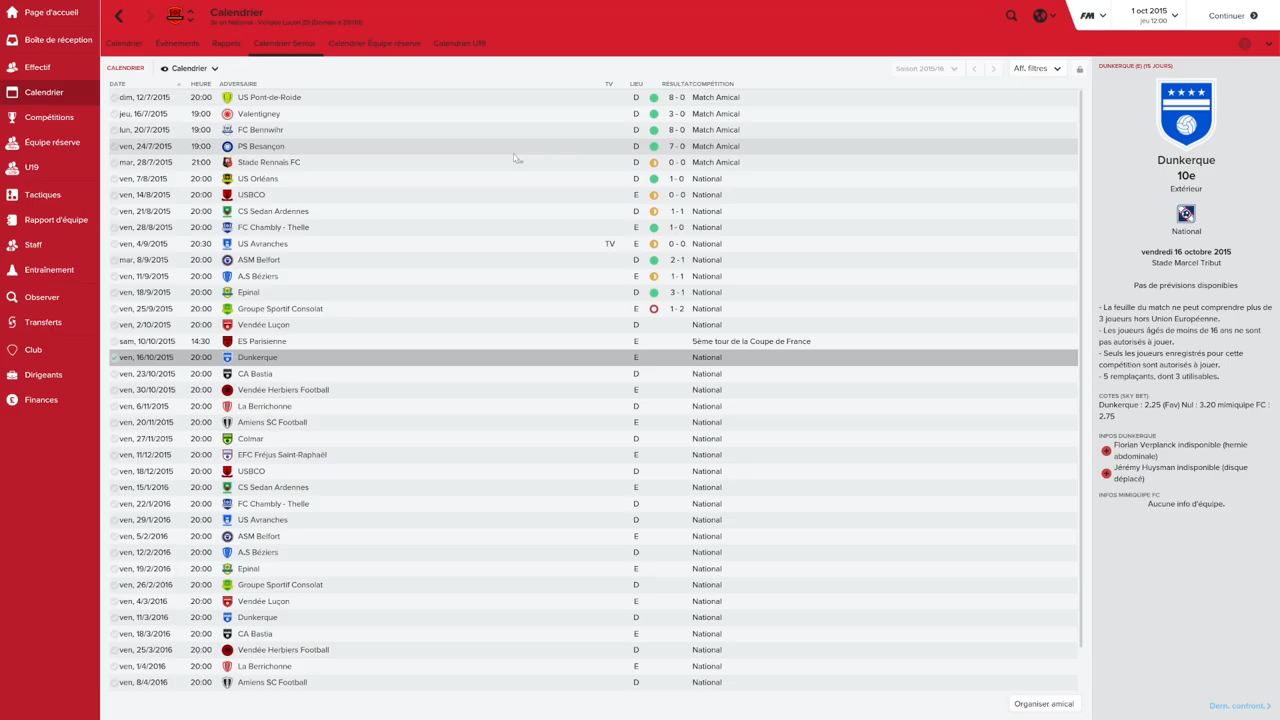 Page d'accueil
Boîte de réception
Effectif
Calendrier
Compétitions
Équipe réserve
U19
Tactiques
Rapport d'équipe
Staff
Entraînement
Observer
Transferts
Club
Dirigeants
Finances
Calendrier
FM
1 oct 2015
jeu 12:00
Continuer
Calendrier Évènements Rappels Calendrier Seniors Calendrier Équipe réserve Calendrier U19
CALENDRIER Calendrier Saison 2015/16 Aff. filtres
DATE HEURE ADVERSAIRE TV LIEU RÉSULTAT COMPÉTITION
dim, 12/7/2015 20:00 US Pont-de-Roide D 8 - 0 Match Amical
jeu, 16/7/2015 19:00 Valentigney D 3 - 0 Match Amical
lun, 20/7/2015 19:00 FC Bennwihr D 8 - 0 Match Amical
ven, 24/7/2015 19:00 PS Besançon D 7 - 0 Match Amical
mar, 28/7/2015 21:00 Stade Rennais FC D 0 - 0 Match Amical
ven, 7/8/2015 20:00 US Orléans D 1 - 0 National
ven, 14/8/2015 20:00 USBCO E 0 - 0 National
ven, 21/8/2015 20:00 CS Sedan Ardennes D 1 - 1 National
ven, 28/8/2015 20:00 FC Chambly - Thelle E 1 - 0 National
ven, 4/9/2015 20:30 US Avranches TV E 0 - 0 National
mar, 8/9/2015 20:00 ASM Belfort D 2 - 1 National
ven, 11/9/2015 20:00 A.S Béziers E 1 - 1 National
ven, 18/9/2015 20:00 Epinal D 3 - 1 National
ven, 25/9/2015 20:00 Groupe Sportif Consolat E 1 - 2 National
ven, 2/10/2015 20:00 Vendée Luçon D National
sam, 10/10/2015 14:30 ES Parisienne E 5ème tour de la Coupe de France
ven, 16/10/2015 20:00 Dunkerque E National
ven, 23/10/2015 20:00 CA Bastia D National
ven, 30/10/2015 20:00 Vendée Herbiers Football E National
ven, 6/11/2015 20:00 La Berrichonne D National
ven, 20/11/2015 20:00 Amiens SC Football E National
ven, 27/11/2015 20:00 Colmar D National
ven, 11/12/2015 20:00 EFC Fréjus Saint-Raphaël E National
ven, 18/12/2015 20:00 USBCO D National
ven, 15/1/2016 20:00 CS Sedan Ardennes E National
ven, 22/1/2016 20:00 FC Chambly - Thelle D National
ven, 29/1/2016 20:00 US Avranches D National
ven, 5/2/2016 20:00 ASM Belfort E National
ven, 12/2/2016 20:00 A.S Béziers D National
ven, 19/2/2016 20:00 Epinal E National
ven, 26/2/2016 20:00 Groupe Sportif Consolat D National
ven, 4/3/2016 20:00 Vendée Luçon E National
ven, 11/3/2016 20:00 Dunkerque D National
ven, 18/3/2016 20:00 CA Bastia E National
ven, 25/3/2016 20:00 Vendée Herbiers Football D National
ven, 1/4/2016 20:00 La Berrichonne E National
ven, 8/4/2016 20:00 Amiens SC Football D National
Organiser amical
DUNKERQUE (E) (15 JOURS)
Dunkerque
10e
Extérieur
National
vendredi 16 octobre 2015
Stade Marcel Tribut
Pas de prévisions disponibles
- La feuille du match ne peut comprendre plus de
3 joueurs hors Union Européenne.
- Les joueurs âgés de moins de 16 ans ne sont
pas autorisés à jouer.
- Seuls les joueurs enregistrés pour cette
compétition sont autorisés à jouer.
- 5 remplaçants, dont 3 utilisables.
COTES (SKY BET)
Dunkerque : 2.25 (Fav) Nul : 3.20 mimiquipe FC :
2.75
INFOS DUNKERQUE
Florian Verplanck indisponible (hernie
abdominale)
Jérémy Huysman indisponible (disque
déplacé)
INFOS MIMIQUIPE FC
Aucune info d'équipe.
Dern. confront.